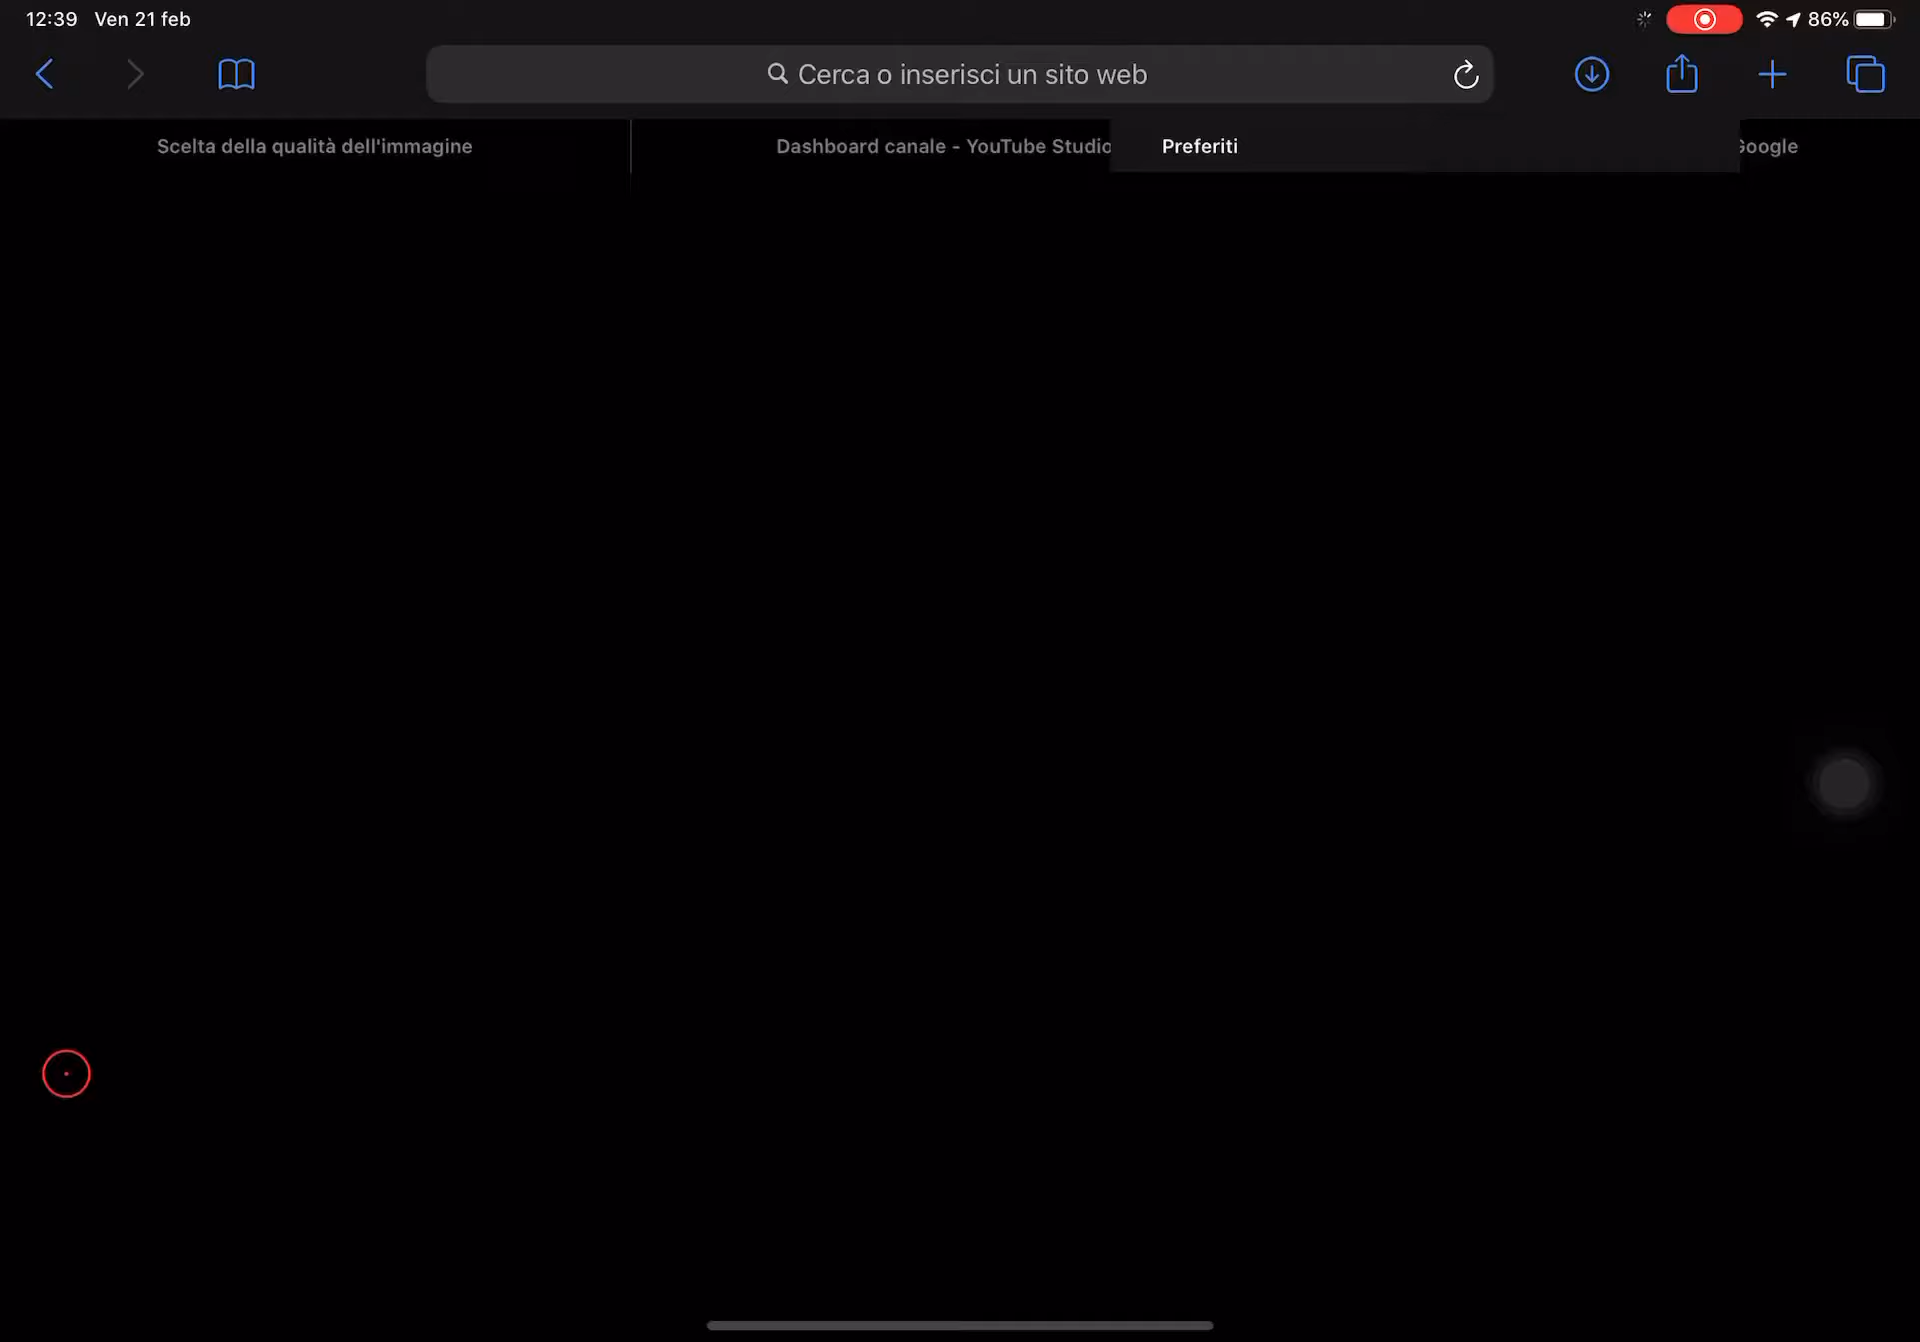 12:39 Ven 21 feb
86%
Cerca o inserisci un sito web
Scelta della qualità dell'immagine
Dashboard canale - YouTube Studio
Preferiti
Google